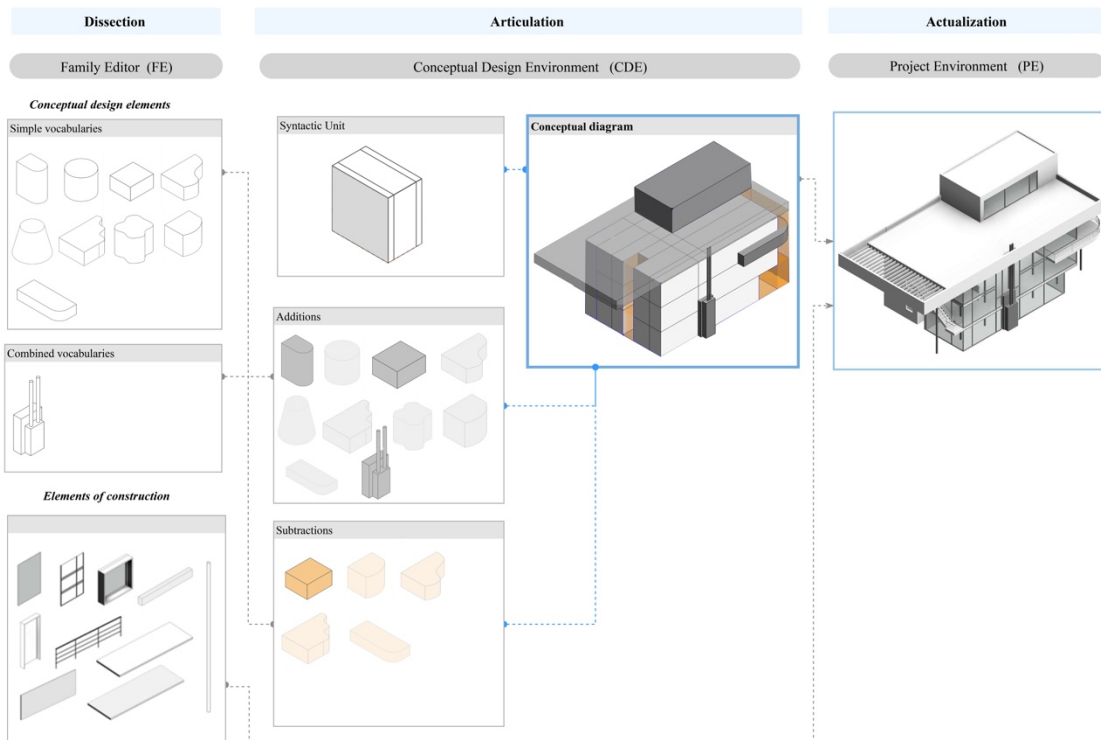 Dissection
Articulation
Actualization
Family Editor (FE)
Conceptual Design Environment (CDE)
Project Environment (PE)
Conceptual design elements
Simple vocabularies
Syntactic Unit
Conceptual diagram
Additions
Combined vocabularies
Elements of construction
Subtractions